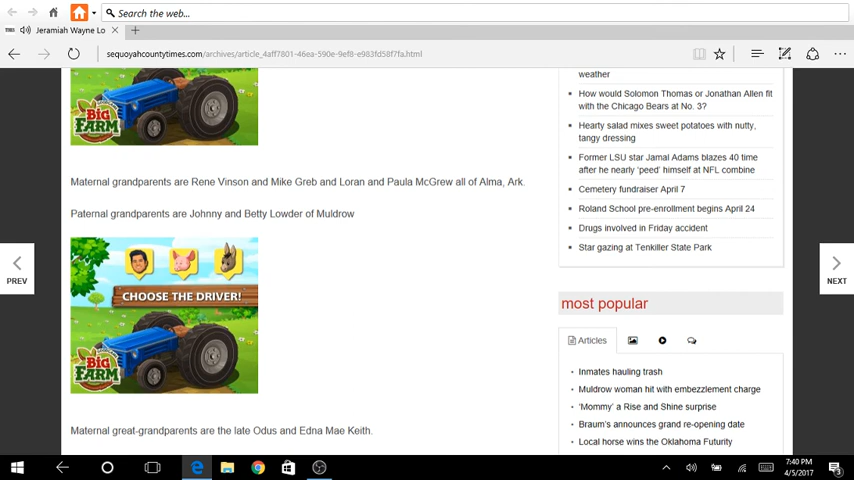 Search the web...
TIMES
Jeramiah Wayne Lo
sequoyahcountytimes.com/archives/article_4aff7801-46ea-590e-9ef8-e983fd58f7fa.html
BIG FARM
Maternal grandparents are Rene Vinson and Mike Greb and Loran and Paula McGrew all of Alma, Ark.
Paternal grandparents are Johnny and Betty Lowder of Muldrow
CHOOSE THE DRIVER!
BIG FARM
Maternal great-grandparents are the late Odus and Edna Mae Keith.
PREV
NEXT
weather
How would Solomon Thomas or Jonathan Allen fit
with the Chicago Bears at No. 3?
Hearty salad mixes sweet potatoes with nutty,
tangy dressing
Former LSU star Jamal Adams blazes 40 time
after he nearly 'peed' himself at NFL combine
Cemetery fundraiser April 7
Roland School pre-enrollment begins April 24
Drugs involved in Friday accident
Star gazing at Tenkiller State Park
most popular
Articles
Inmates hauling trash
Muldrow woman hit with embezzlement charge
'Mommy' a Rise and Shine surprise
Braum's announces grand re-opening date
Local horse wins the Oklahoma Futurity
7:40 PM
4/5/2017
3